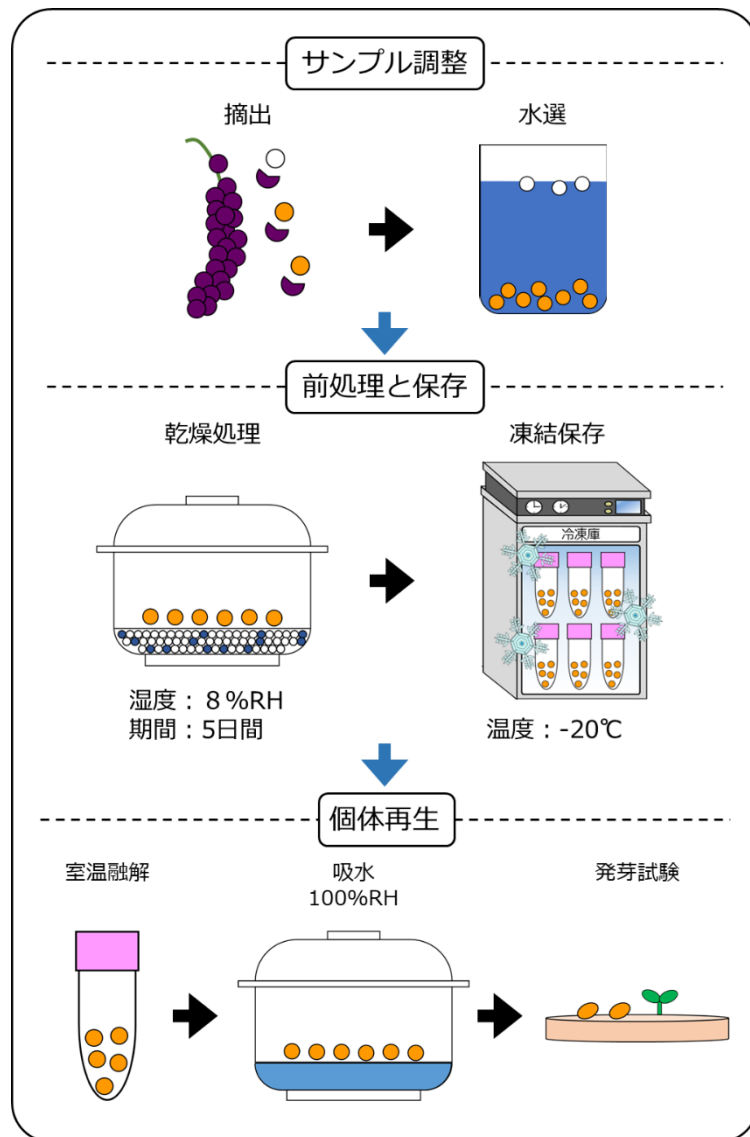 サンプル調整
摘出
水選
前処理と保存
乾燥処理
凍結保存
冷凍庫
湿度：８%RH
期間：5日間
温度：-20℃
個体再生
室温融解
吸水
100%RH
発芽試験